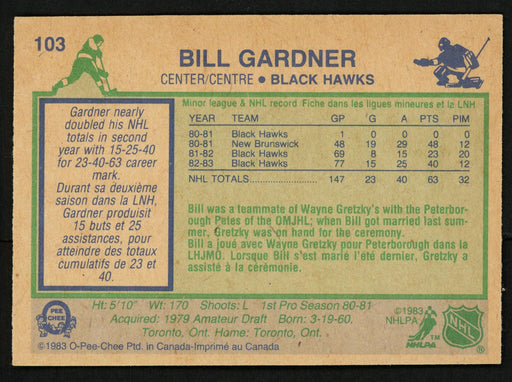 103
BILL GARDNER
CENTER/CENTRE • BLACK HAWKS
Gardner nearly
doubled his NHL
totals in second
year with 15-25-40
for 23-40-63 career
mark.
Durant sa deuxième
saison dans la LNH,
Gardner produisit
15 buts et 25
assistances, pour
atteindre des totaux
cumulatifs de 23 et
40.
Minor league & NHL record Fiche dans les ligues mineures et la LNH
YEAR TEAM GP G A PTS PIM
80-81 Black Hawks 1 0 0 0 0
80-81 New Brunswick 48 19 29 48 12
81-82 Black Hawks 69 8 15 23 20
82-83 Black Hawks 77 15 25 40 12
NHL TOTALS 147 23 40 63 32
Bill was a teammate of Wayne Gretzky's with the Peterbor-
ough Petes of the OMJHL; when Bill got married last sum-
mer, Gretzky was on hand for the ceremony.
Bill a joué avec Wayne Gretzky pour Peterborough dans la
LHJMO. Lorsque Bill s'est marié l'été dernier, Gretzky a
assisté à la cérémonie.
O
PEE
CHEE
Ht: 5'10" Wt: 170 Shoots: L 1st Pro Season 80-81
Acquired: 1979 Amateur Draft Born: 3-19-60,
Toronto, Ont. Home: Toronto, Ont.
©1983 O-Pee-Chee Ptd. in Canada-Imprimé au Canada
©1983
NHLPA
NHLPA
NHL
®